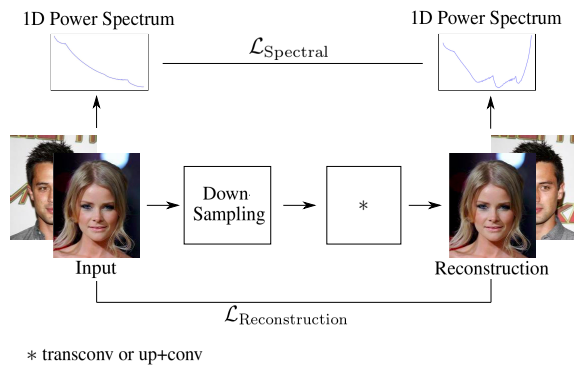 1D Power Spectrum
1D Power Spectrum
ℒSpectral
Down
Sampling
*
Input
Reconstruction
ℒReconstruction
* transconv or up+conv